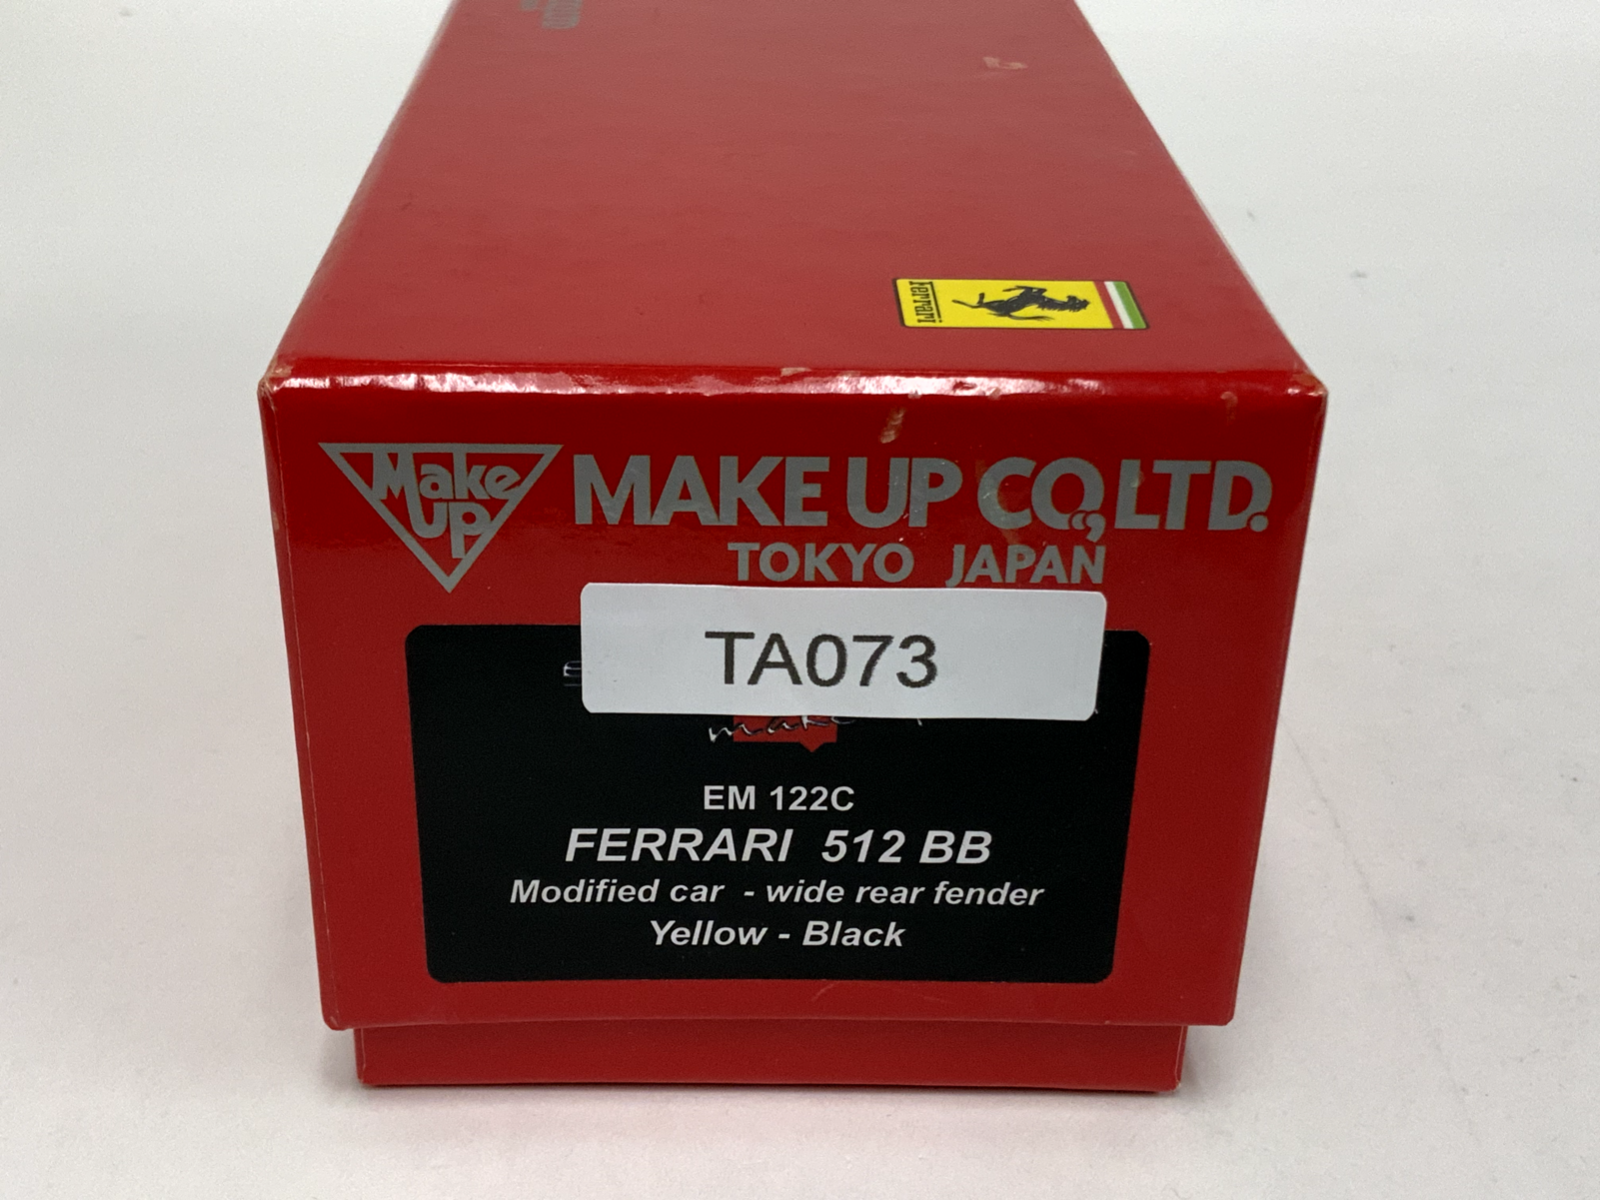 Ferrari
Make
UP
MAKE UP CO., LTD.
TOKYO JAPAN
TA073
EM 122C
FERRARI 512 BB
Modified car - wide rear fender
Yellow - Black